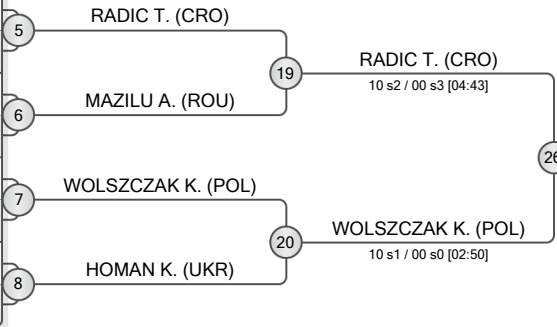 5
RADIC T. (CRO)
19
RADIC T. (CRO)
10 s2 / 00 s3 [04:43]
6
MAZILU A. (ROU)
26
7
WOLSZCZAK K. (POL)
20
WOLSZCZAK K. (POL)
10 s1 / 00 s0 [02:50]
8
HOMAN K. (UKR)